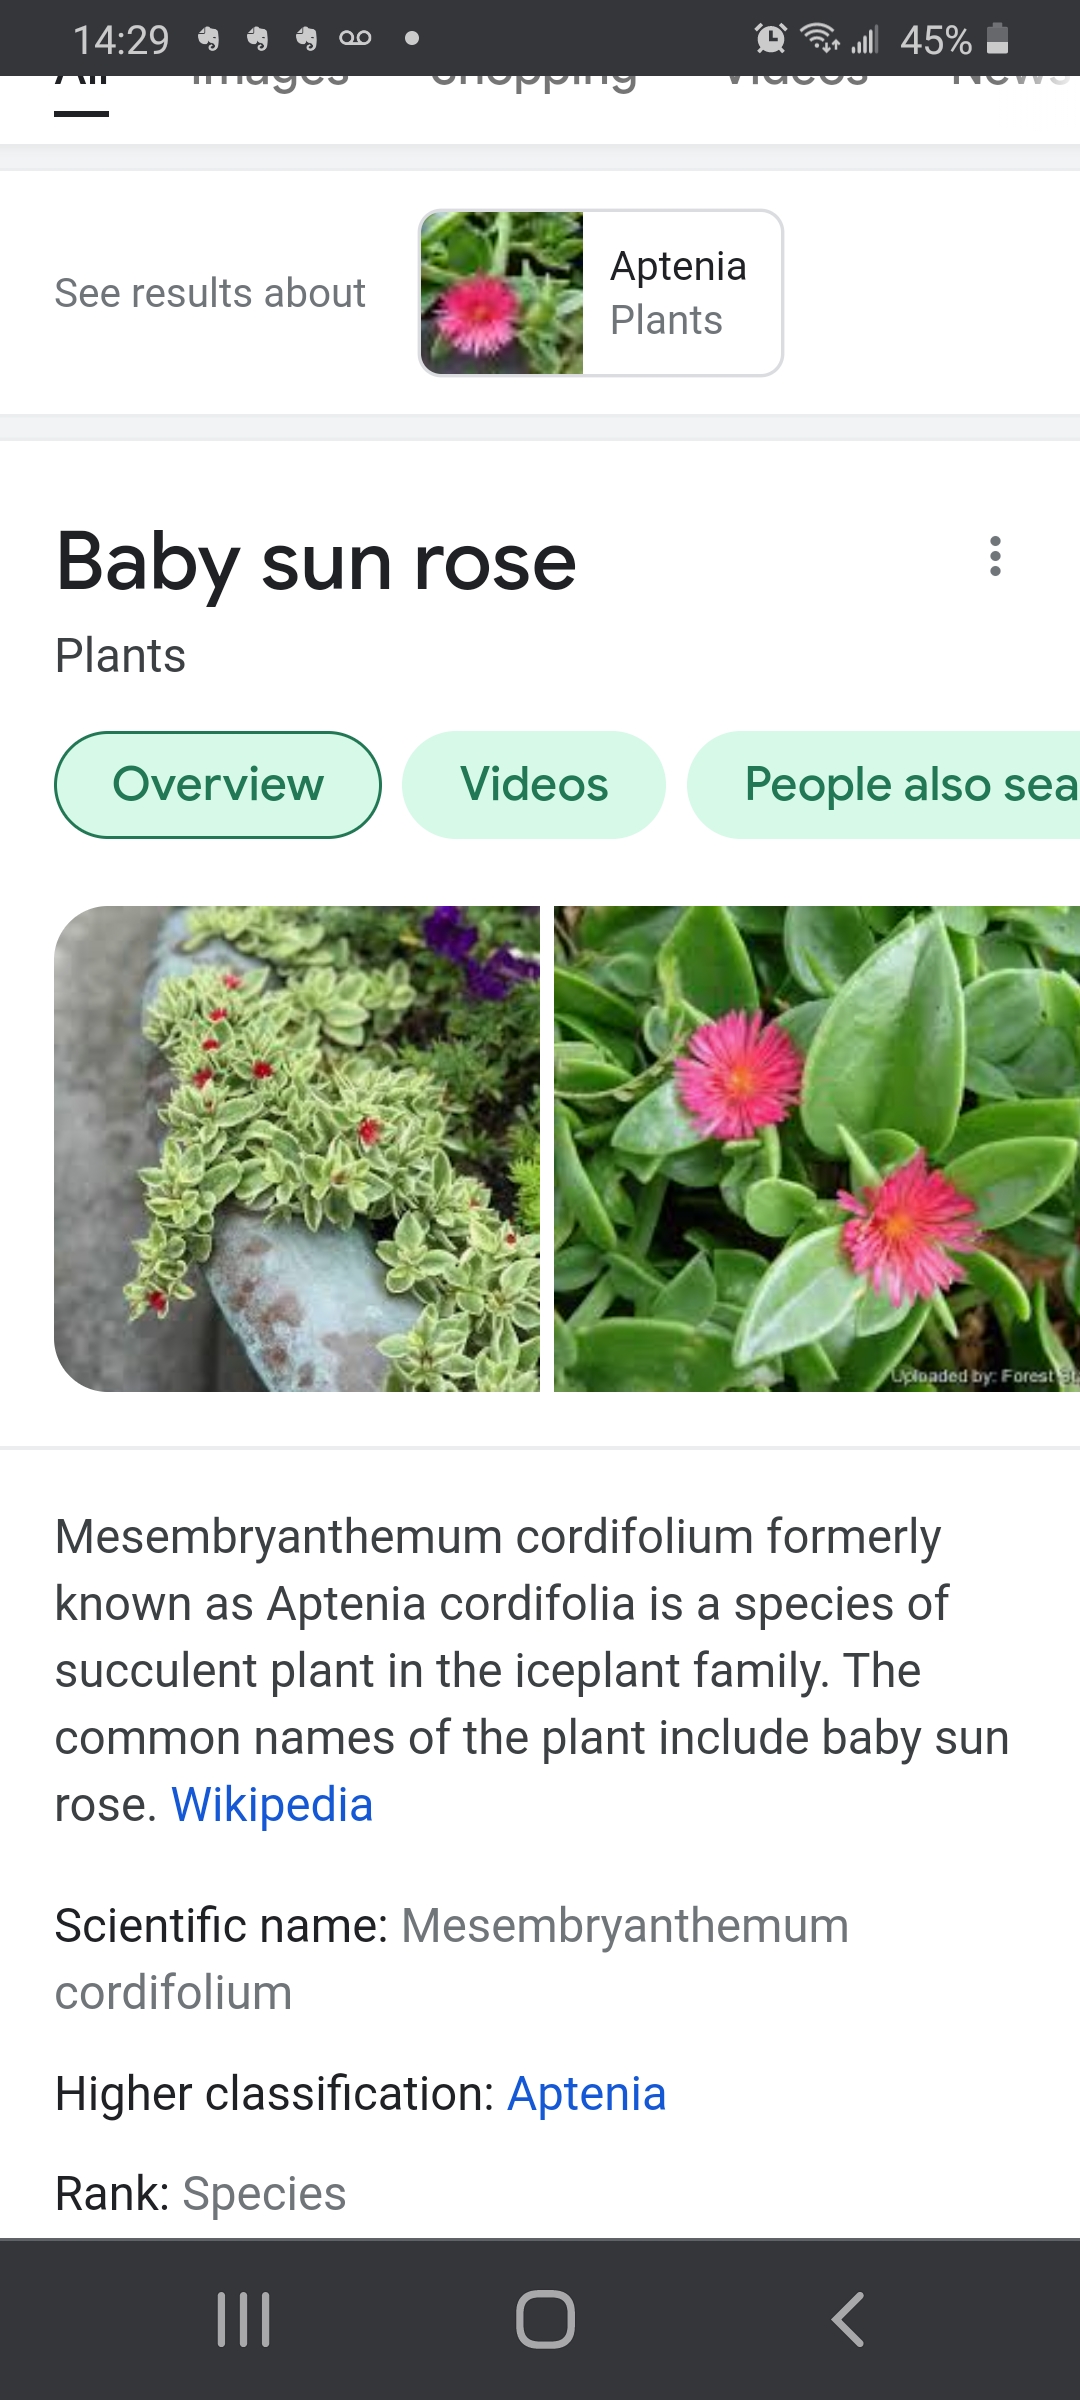 14:29
45%
All Images Shopping Videos News
See results about
Aptenia
Plants
Baby sun rose
Plants
Overview Videos People also sea
Uploaded by: Forest
Mesembryanthemum cordifolium formerly
known as Aptenia cordifolia is a species of
succulent plant in the iceplant family. The
common names of the plant include baby sun
rose. Wikipedia
Scientific name: Mesembryanthemum
cordifolium
Higher classification: Aptenia
Rank: Species